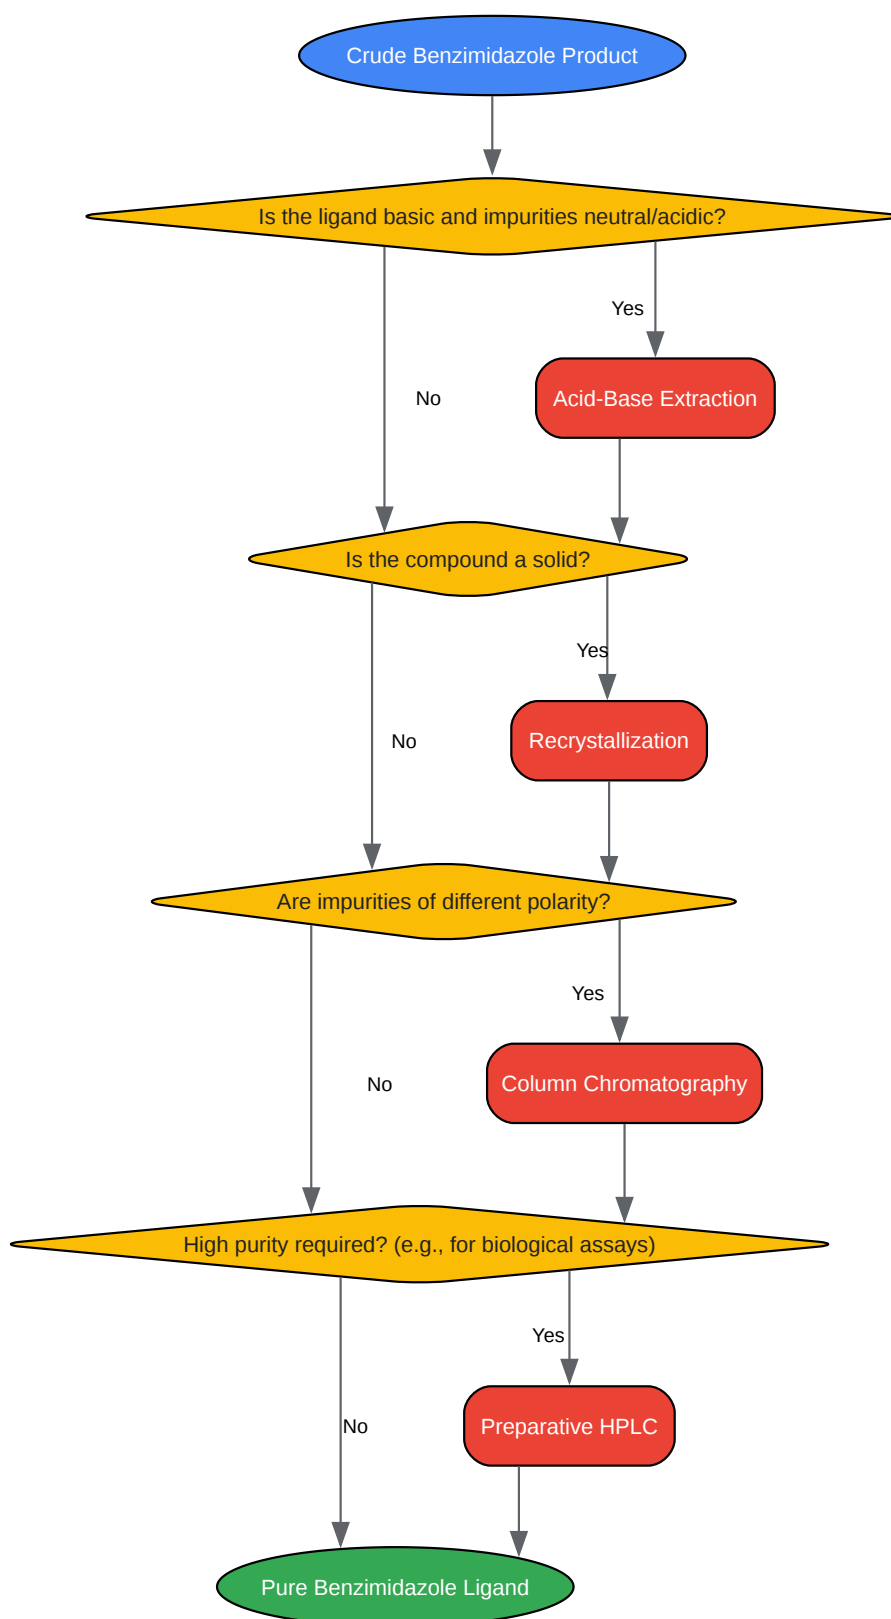 Crude Benzimidazole Product
Is the ligand basic and impurities neutral/acidic?
Yes
No
Acid-Base Extraction
Is the compound a solid?
Yes
No
Recrystallization
Are impurities of different polarity?
Yes
No
Column Chromatography
High purity required? (e.g., for biological assays)
Yes
No
Preparative HPLC
Pure Benzimidazole Ligand